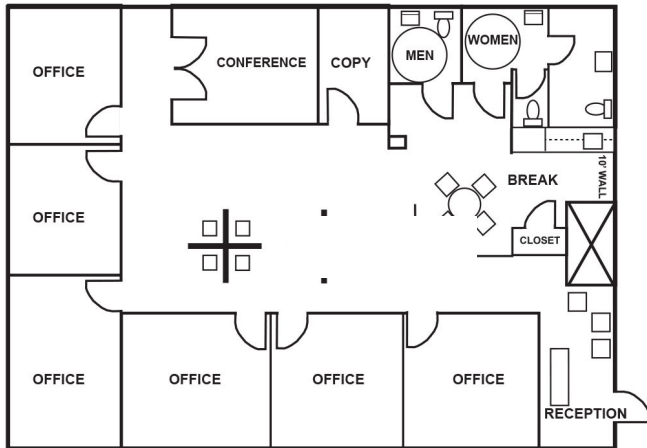 OFFICE
CONFERENCE
COPY
MEN
WOMEN
OFFICE
BREAK
10' WALL
CLOSET
OFFICE
OFFICE
OFFICE
OFFICE
RECEPTION